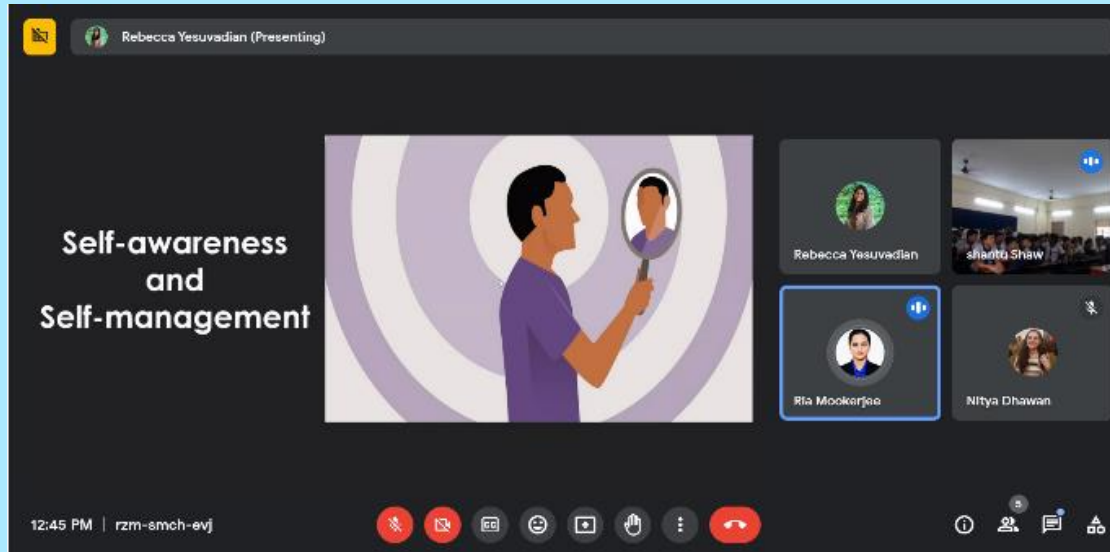 Rebecca Yesuvadian (Presenting)
Self-awareness
and
Self-management
Rebecca Yesuvadian
shantu Shaw
Ria Mookerjee
Nitya Dhawan
12:45 PM | rzm-smch-evj
CC
5